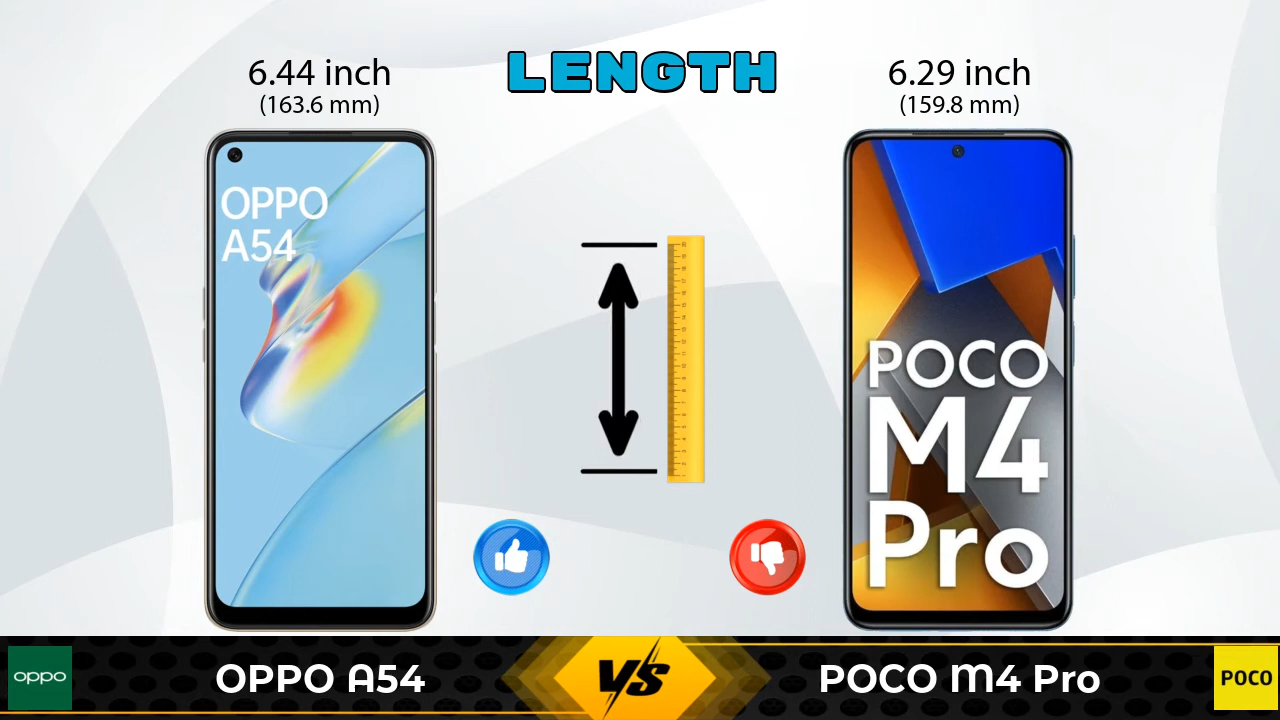 LENGTH
6.44 inch
(163.6 mm)
6.29 inch
(159.8 mm)
OPPO
A54
POCO
M4
Pro
oppo
OPPO A54
VS
POCO M4 Pro
POCO